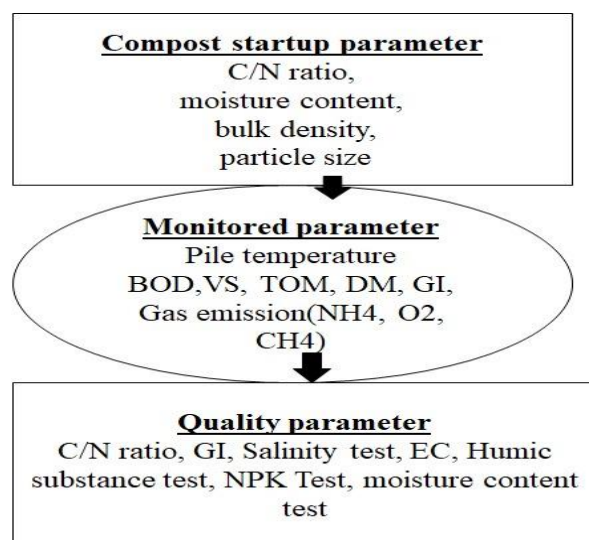 Compost startup parameter
C/N ratio,
moisture content,
bulk density,
particle size
Monitored parameter
Pile temperature
BOD,VS, TOM, DM, GI,
Gas emission(NH4, O2,
CH4)
Quality parameter
C/N ratio, GI, Salinity test, EC, Humic
substance test, NPK Test, moisture content
test